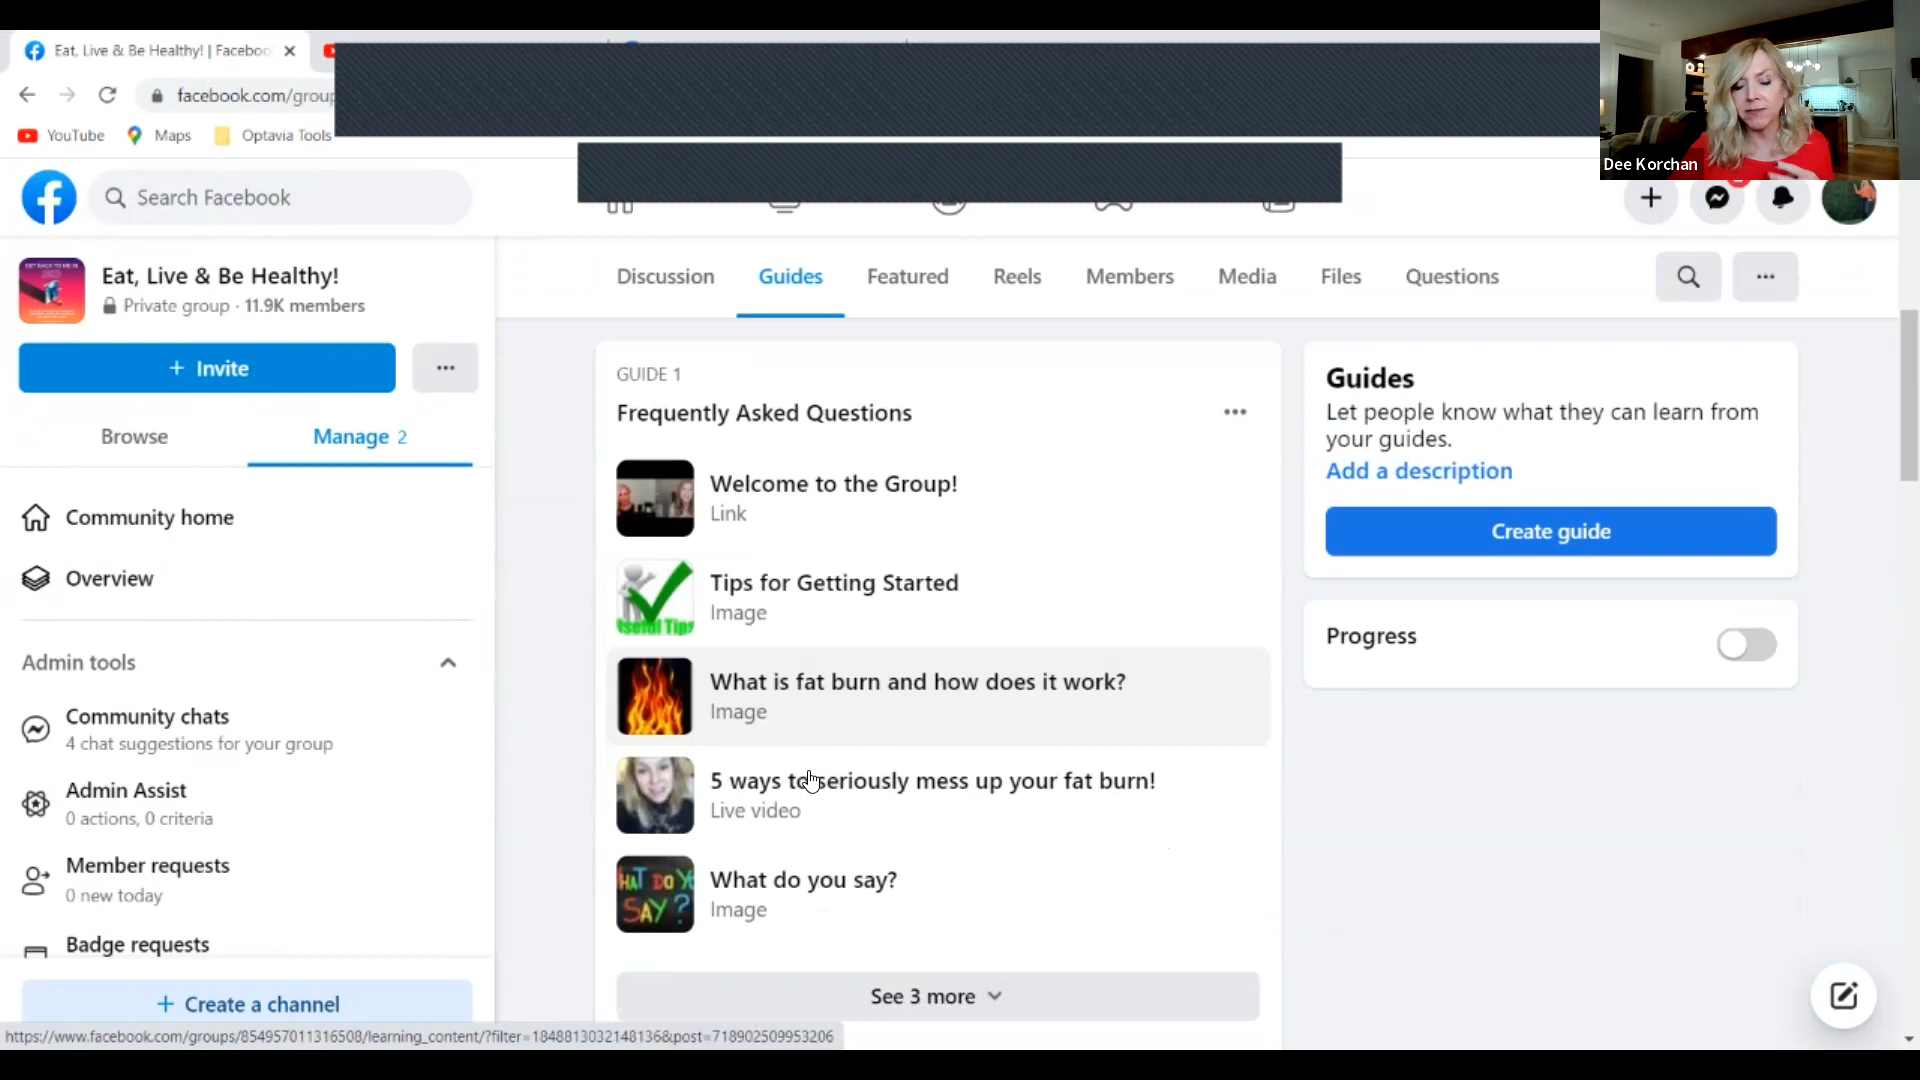 Eat, Live & Be Healthy! | Faceboo
facebook.com/group
YouTube
Maps
Optavia Tools
Dee Korchan
Search Facebook
Eat, Live & Be Healthy!
Private group · 11.9K members
+ Invite
Browse
Manage 2
Community home
Overview
Admin tools
Community chats
4 chat suggestions for your group
Admin Assist
0 actions, 0 criteria
Member requests
0 new today
Badge requests
+ Create a channel
Discussion
Guides
Featured
Reels
Members
Media
Files
Questions
GUIDE 1
Frequently Asked Questions
Welcome to the Group!
Link
Useful Tips
Tips for Getting Started
Image
What is fat burn and how does it work?
Image
5 ways to seriously mess up your fat burn!
Live video
HAT DO Y
SAY?
What do you say?
Image
See 3 more
Guides
Let people know what they can learn from
your guides.
Add a description
Create guide
Progress
https://www.facebook.com/groups/854957011316508/learning_content/?filter=1848813032148136&post=718902509953206